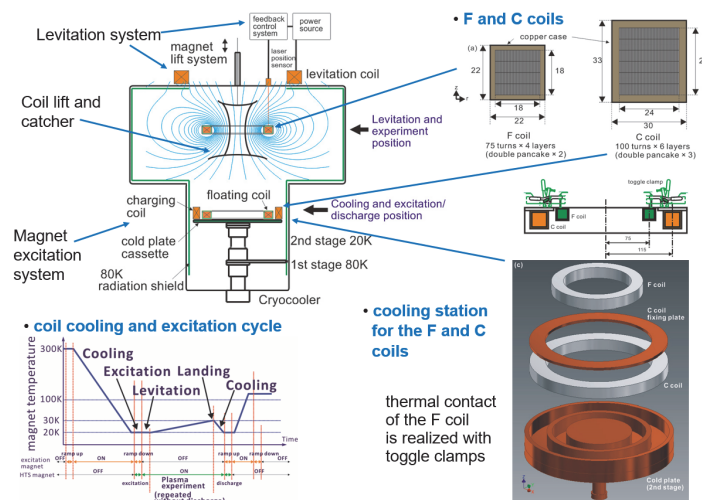 Levitation system
feedback
control
system
power
source
magnet
lift system
laser
position
sensor
levitation coil
Coil lift and
catcher
Levitation and
experiment
position
charging
coil
floating coil
Cooling and excitation/
discharge position
Magnet
excitation
system
cold plate
cassette
2nd stage 20K
1st stage 80K
80K
radiation shield
Cryocooler
• F and C coils
copper case
(a)
22
18
18
22
z
r
F coil
75 turns × 4 layers
(double pancake × 2)
33
24
30
C coil
100 turns × 6 layers
(double pancake × 3)
toggle clamp
F coil
C coil
75
116
• coil cooling and excitation cycle
magnet temperature
300K
100K
30K
20K
Cooling
Excitation
Levitation
Landing
Cooling
Time
ramp up
ramp down
ramp up
ramp down
excitation
magnet
OFF
ON
OFF
ON
OFF
HTS magnet
OFF
ON
OFF
excitation
Plasma
experiment
(repeated
discharge
• cooling station
for the F and C
coils
thermal contact
of the F coil
is realized with
toggle clamps
(c)
F coil
C coil
fixing plate
C coil
Cold plate
(2nd stage)